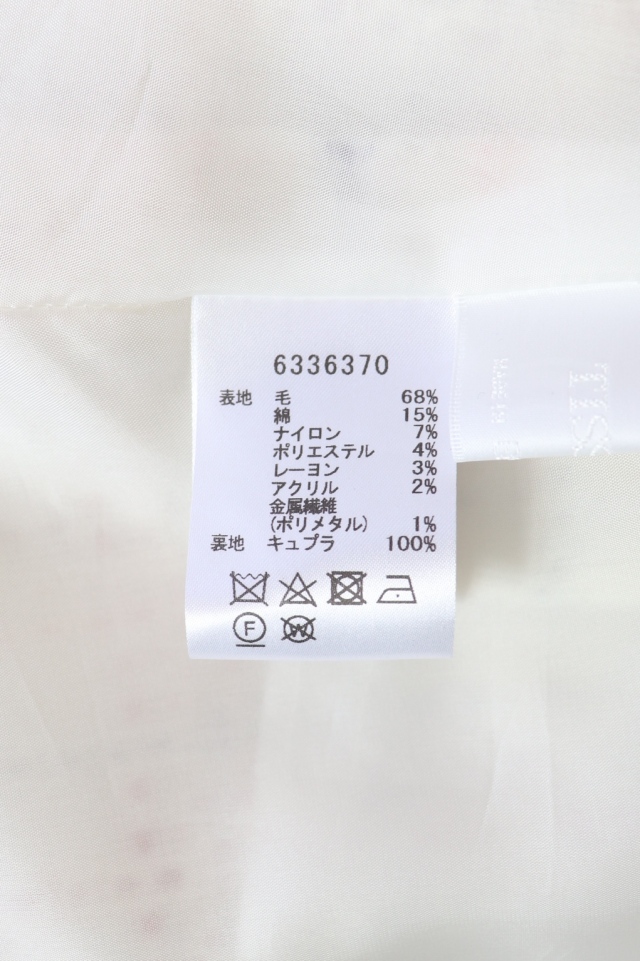 6336370
表地 毛 68%
綿 15%
ナイロン 7%
ポリエステル 4%
レーヨン 3%
アクリル 2%
金属繊維
(ポリメタル) 1%
裏地 キュプラ 100%
F W